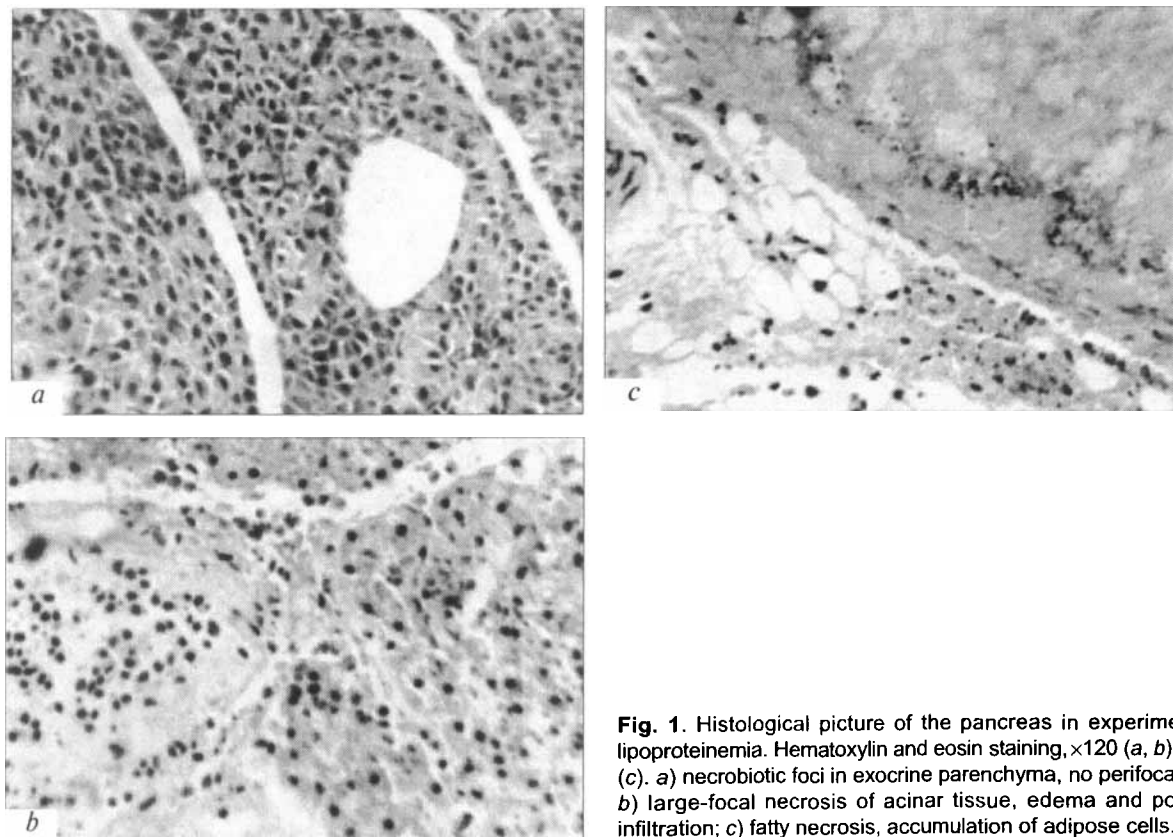 a
c
b
Fig. 1. Histological picture of the pancreas in experime
lipoproteinemia. Hematoxylin and eosin staining, ×120 (a, b)
(c). a) necrobiotic foci in exocrine parenchyma, no perifoca
b) large-focal necrosis of acinar tissue, edema and po
infiltration; c) fatty necrosis, accumulation of adipose cells